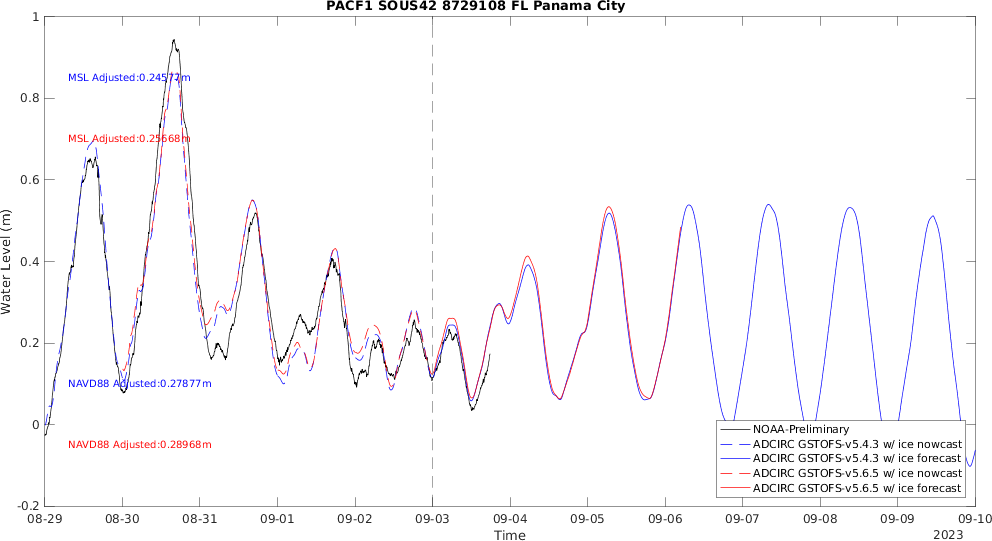 PACF1 SOUS42 8729108 FL Panama City
1
0.8
0.6
0.4
0.2
0
-0.2
Water Level (m)
MSL Adjusted:0.24577m
MSL Adjusted:0.25668m
NAVD88 Adjusted:0.27877m
NAVD88 Adjusted:0.28968m
NOAA-Preliminary
ADCIRC GSTOFS-v5.4.3 w/ ice nowcast
ADCIRC GSTOFS-v5.4.3 w/ ice forecast
ADCIRC GSTOFS-v5.6.5 w/ ice nowcast
ADCIRC GSTOFS-v5.6.5 w/ ice forecast
08-29 08-30 08-31 09-01 09-02 09-03 09-04 09-05 09-06 09-07 09-08 09-09 09-10
Time
2023